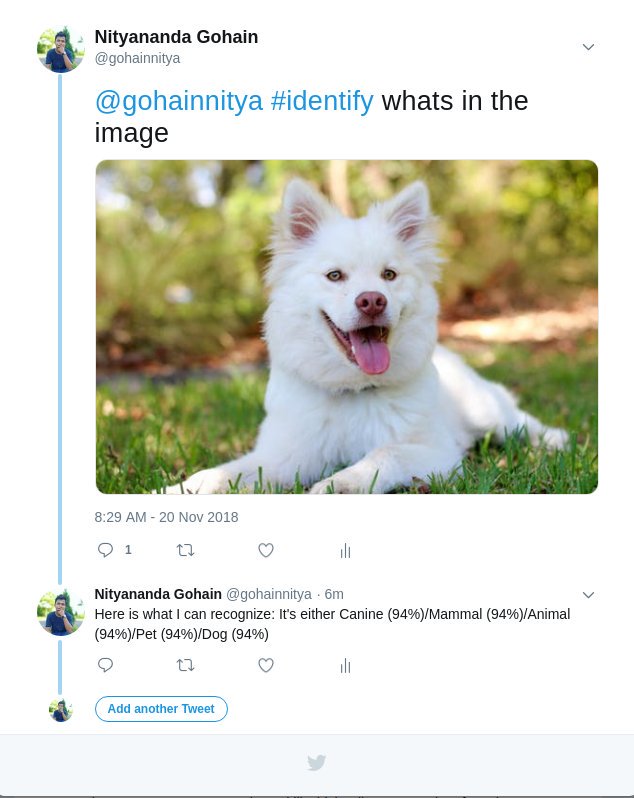 Nityananda Gohain
@gohainnitya
@gohainnitya #identify whats in the
image
8:29 AM - 20 Nov 2018
1
Nityananda Gohain @gohainnitya · 6m
Here is what I can recognize: It's either Canine (94%)/Mammal (94%)/Animal
(94%)/Pet (94%)/Dog (94%)
Add another Tweet